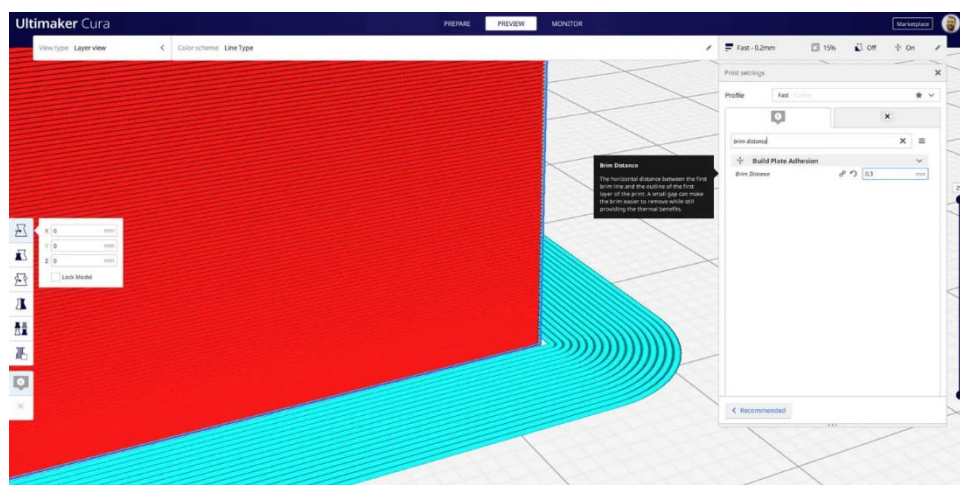 Ultimaker Cura
PREPARE PREVIEW MONITOR
Marketplace
View type Layer view
Color scheme Line Type
Fast - 0.2mm 15% Off On
Print settings
Profile Fast 0.2mm
brim distance
Build Plate Adhesion
Brim Distance 0.3 mm
Brim Distance
The horizontal distance between the first
brim line and the outline of the first
layer of the print. A small gap can make
the brim easier to remove while still
providing the thermal benefits.
X 0 mm
Y 0 mm
Z 0 mm
Lock Model
Recommended